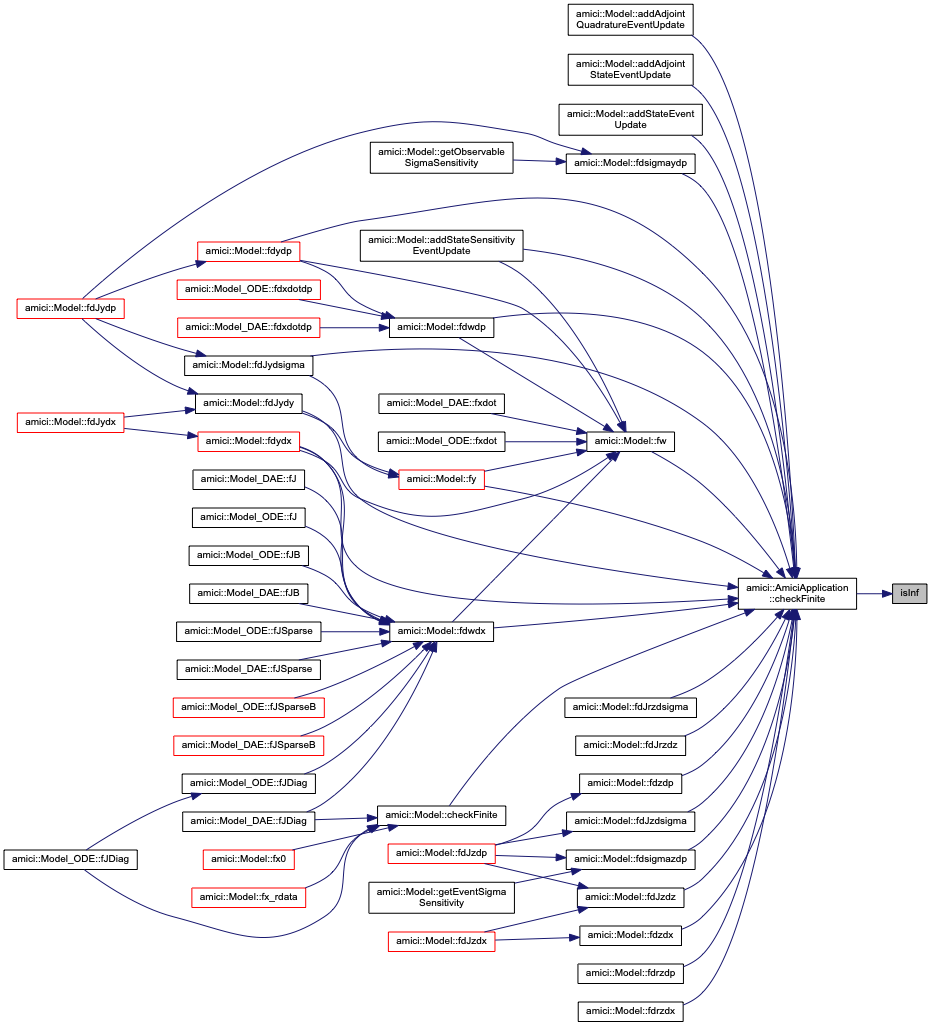 amici::Model::addAdjoint
QuadratureEventUpdate
amici::Model::addAdjoint
StateEventUpdate
amici::Model::addStateEvent
Update
amici::Model::getObservable
SigmaSensitivity
amici::Model::fdsigmaydp
amici::Model::addStateSensitivity
EventUpdate
amici::Model::fdydp
amici::Model_ODE::fdxdotdp
amici::Model::fdJydp
amici::Model_DAE::fdxdotdp
amici::Model::fdwdp
amici::Model::fdJydsigma
amici::Model::fdJydy
amici::Model_DAE::fxdot
amici::Model::fdJydx
amici::Model::fdydx
amici::Model_ODE::fxdot
amici::Model::fw
amici::Model_DAE::fJ
amici::Model::fy
amici::Model_ODE::fJ
amici::Model_ODE::fJB
amici::Model_DAE::fJB
amici::AmiciApplication
::checkFinite
isInf
amici::Model_ODE::fJSparse
amici::Model::fdwdx
amici::Model_DAE::fJSparse
amici::Model_ODE::fJSparseB
amici::Model::fdJrzdsigma
amici::Model_DAE::fJSparseB
amici::Model::fdJrzdz
amici::Model_ODE::fJDiag
amici::Model::fdzdp
amici::Model_DAE::fJDiag
amici::Model::checkFinite
amici::Model::fdJzdsigma
amici::Model_ODE::fJDiag
amici::Model::fx0
amici::Model::fdJzdp
amici::Model::fdsigmazdp
amici::Model::fx_rdata
amici::Model::getEventSigma
Sensitivity
amici::Model::fdJzdz
amici::Model::fdJzdx
amici::Model::fdzdx
amici::Model::fdrzdp
amici::Model::fdrzdx